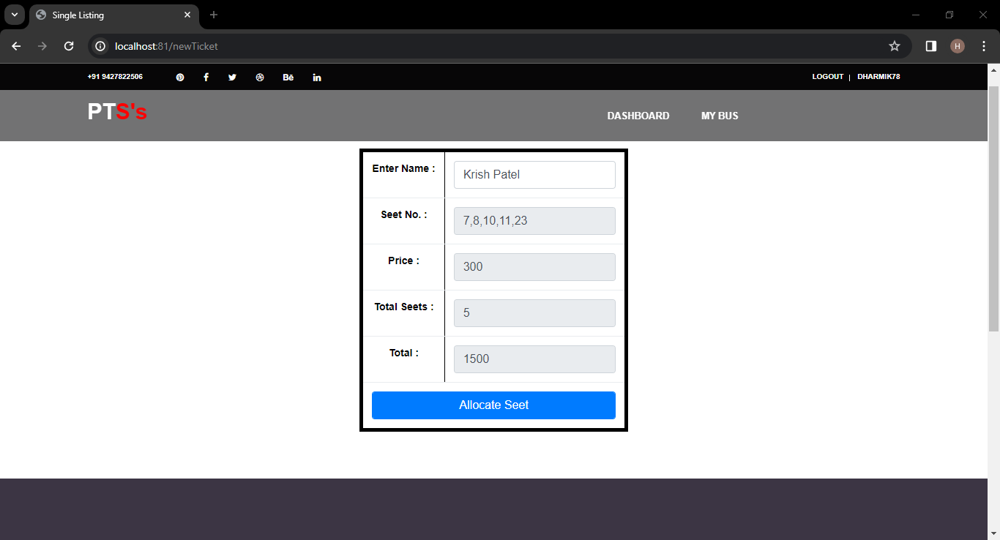 Single Listing
localhost:81/newTicket
H
+91 9427822506
LOGOUT | DHARMIK78
PTS's
DASHBOARD MY BUS
Enter Name : Krish Patel
Seet No. : 7,8,10,11,23
Price : 300
Total Seets : 5
Total : 1500
Allocate Seet